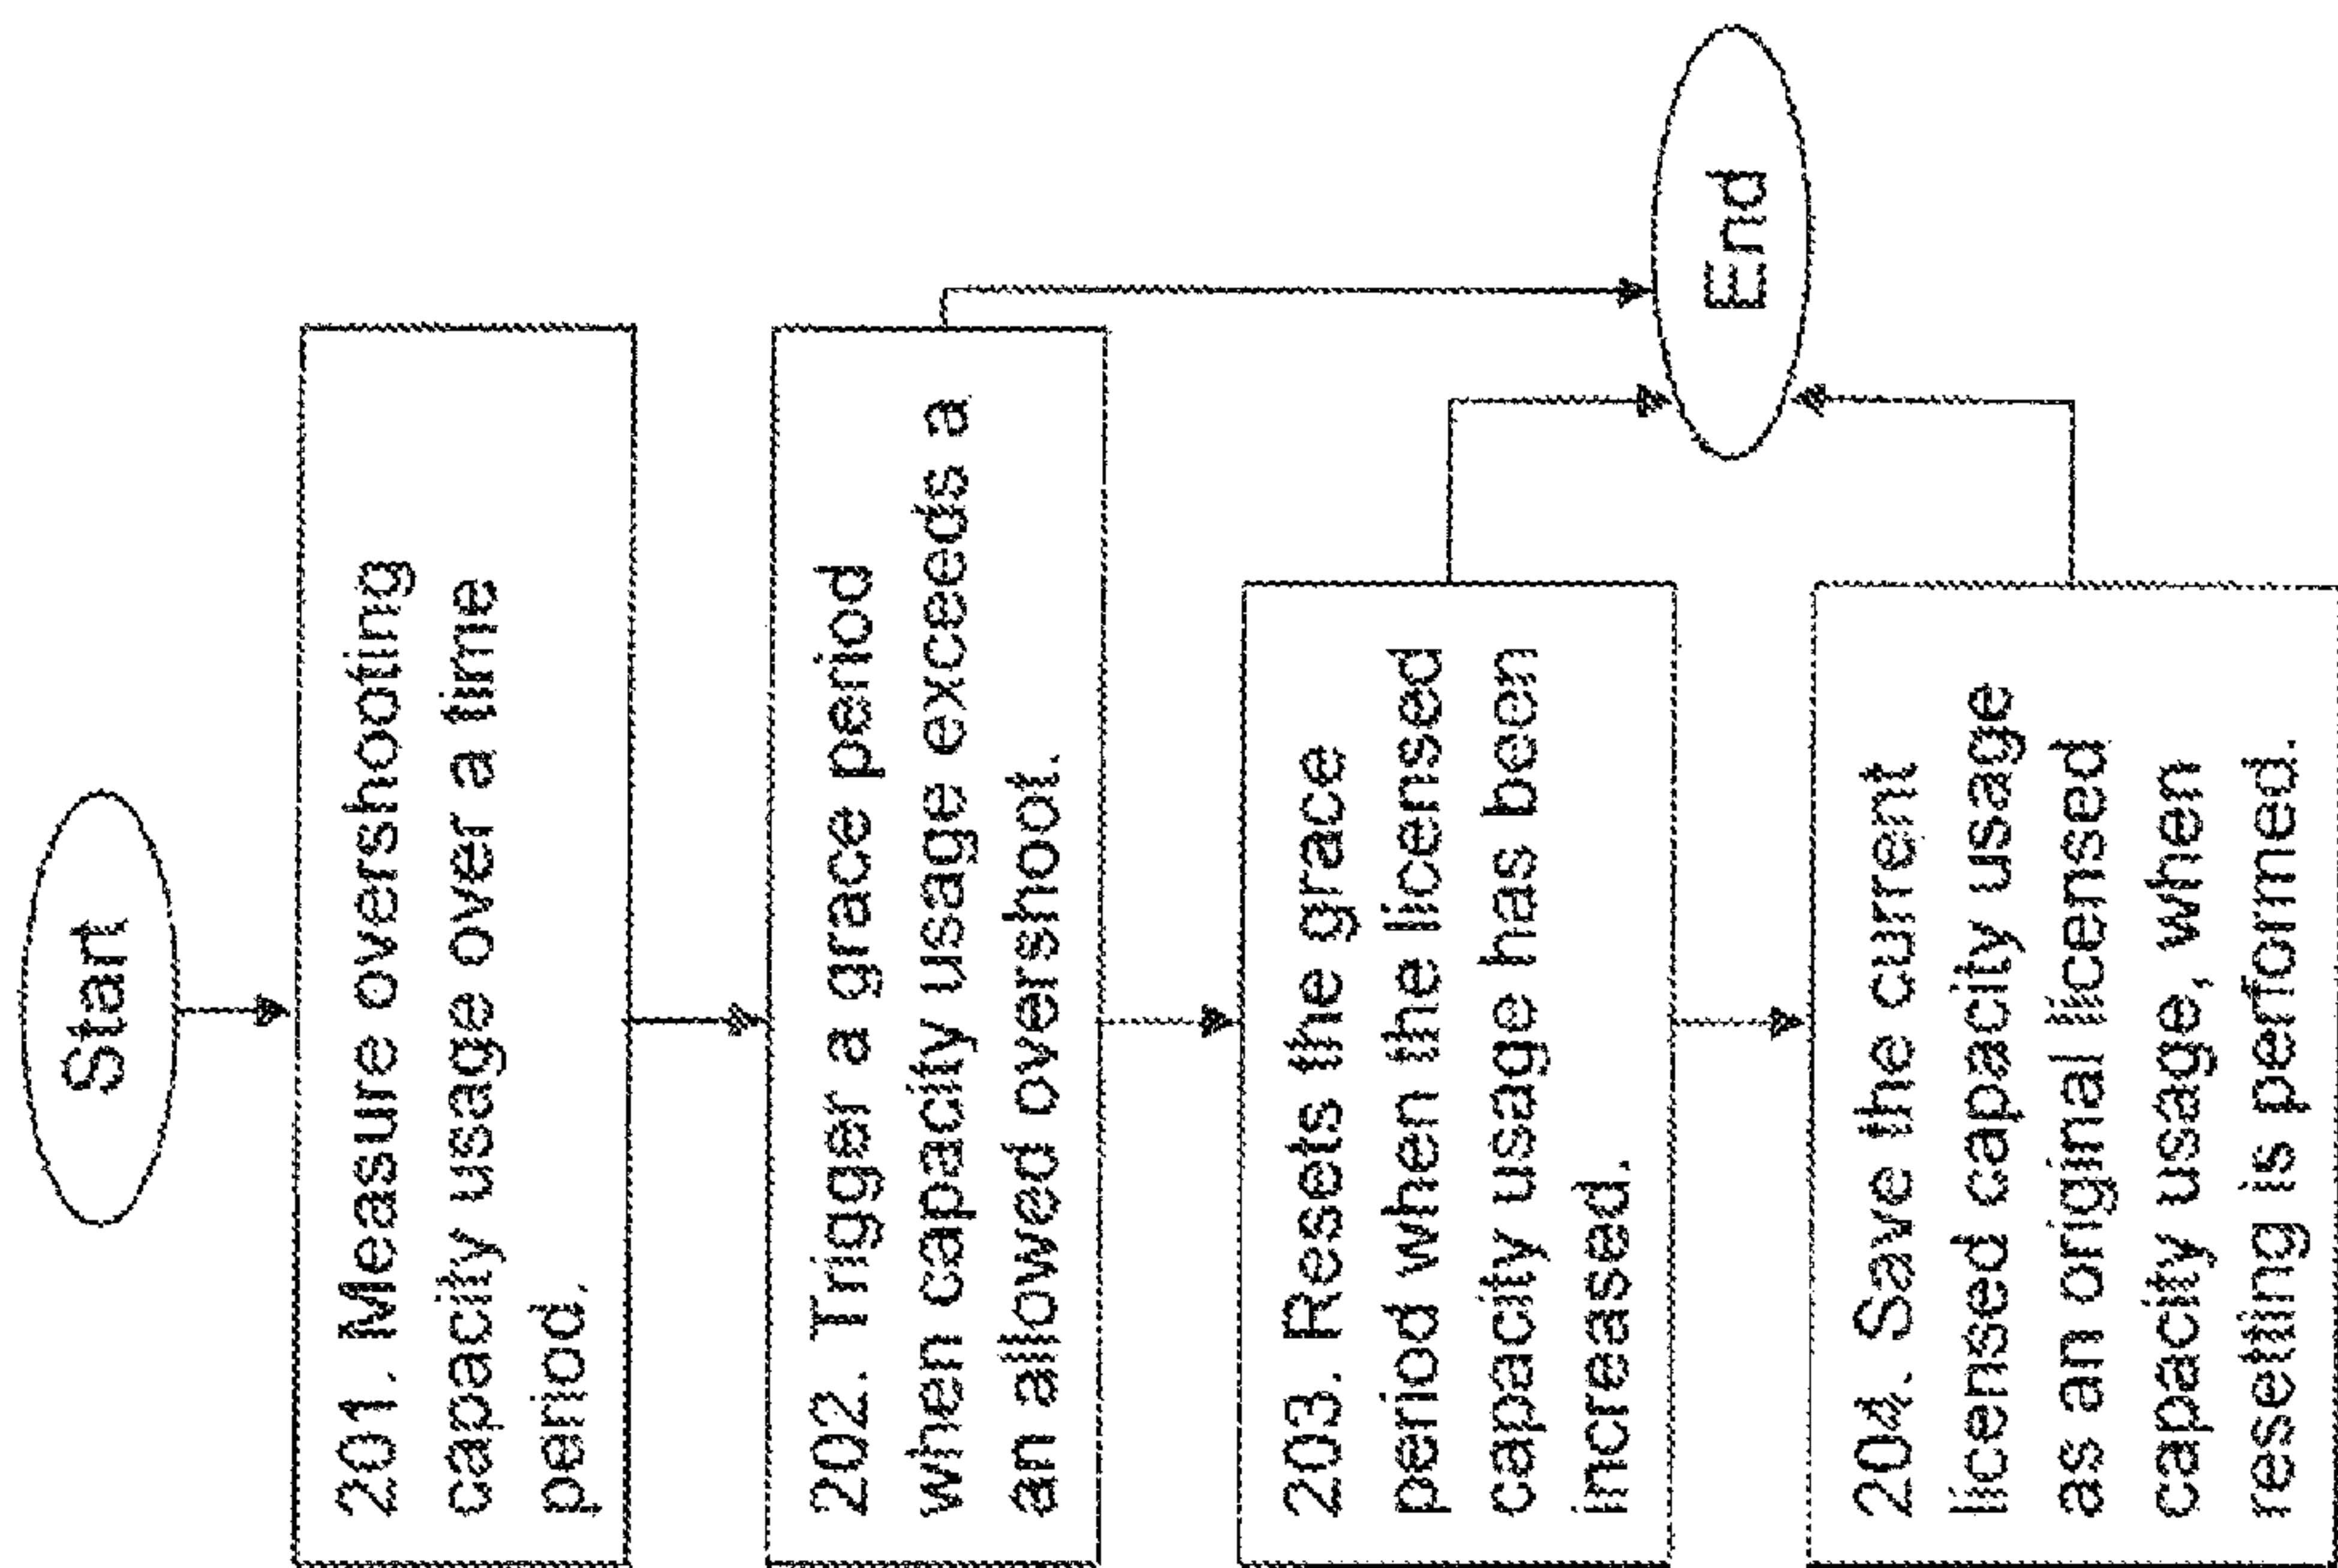 Start
201. Measure overshooting
capacity usage over a time
period.
202. Trigger a grace period
when capacity usage exceeds a
an allowed overshoot.
203. Resets the grace
period when the licensed
capacity usage has been
increased.
204. Save the current
licensed capacity usage
as an original licensed
capacity usage, when
resetting is performed.
End